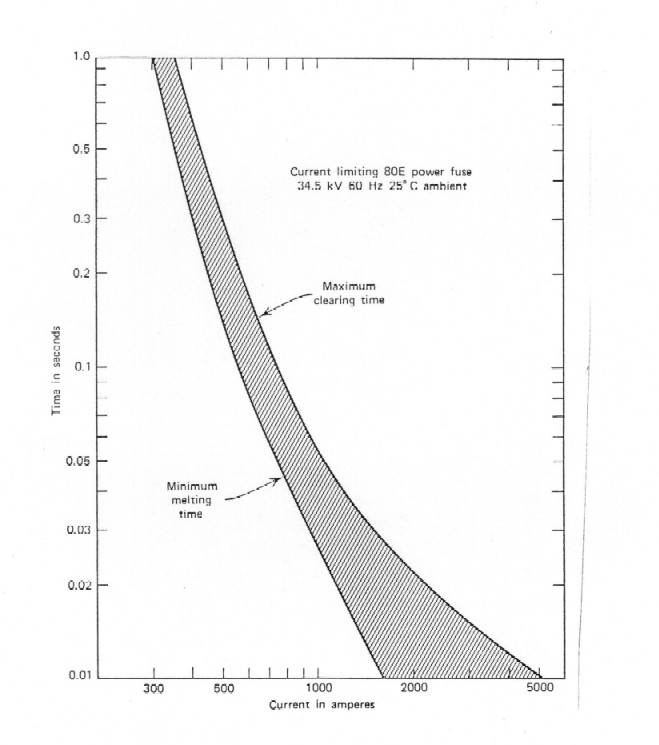 1.0
0.5
0.3
0.2
0.1
0.05
0.03
0.02
0.01
Time in seconds
Current limiting 80E power fuse
34.5 kV 60 Hz 25° C ambient
Maximum
clearing time
Minimum
melting
time
300
500
1000
2000
5000
Current in amperes